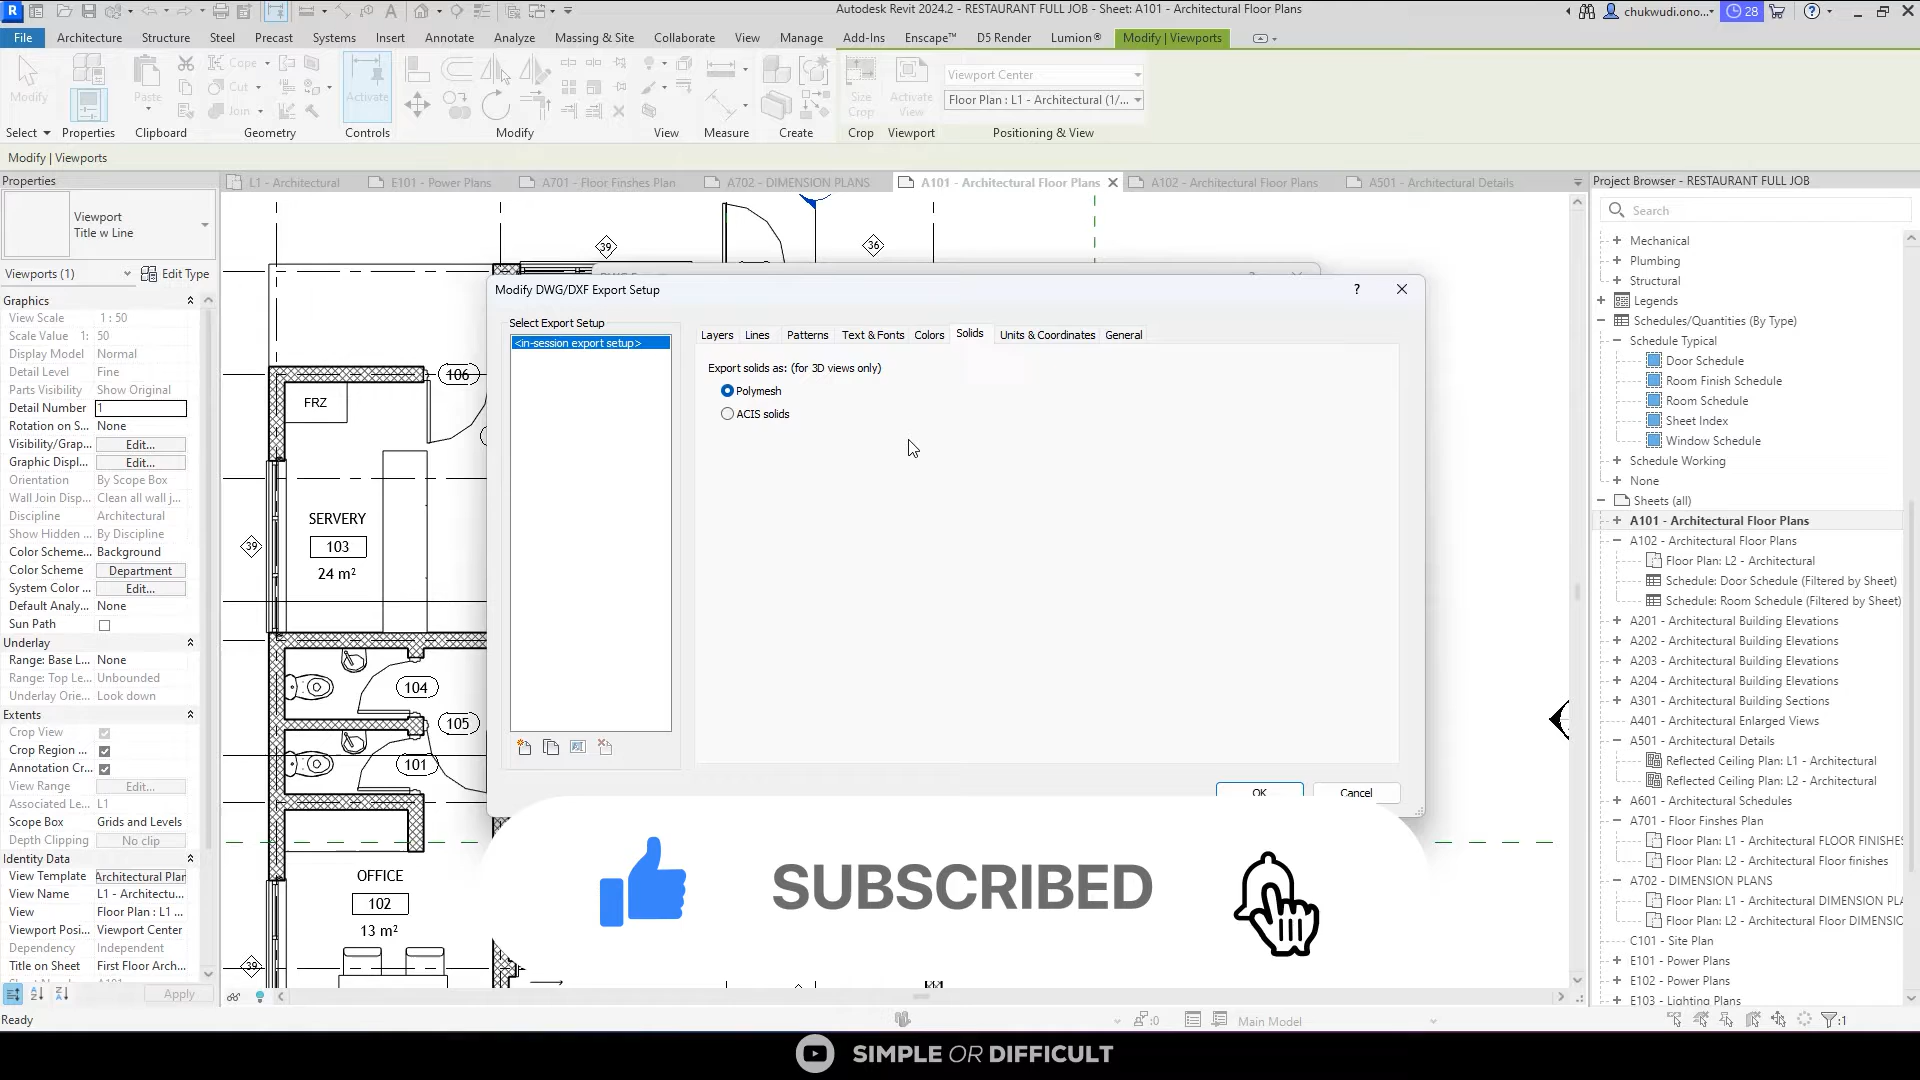 Autodesk Revit 2024.2 - RESTAURANT FULL JOB - Sheet: A101 - Architectural Floor Plans
chukwudi.ono...
28
File
Architecture
Structure
Steel
Precast
Systems
Insert
Annotate
Analyze
Massing & Site
Collaborate
View
Manage
Add-Ins
Enscape™
D5 Render
Lumion®
Modify | Viewports
Modify
Paste
Cope
Cut
Join
Activate
Size
Crop
Activate
View
Viewport Center
Floor Plan : L1 - Architectural (1/...
Select
Properties
Clipboard
Geometry
Controls
Modify
View
Measure
Create
Crop
Viewport
Positioning & View
Modify | Viewports
Properties
L1 - Architectural
E101 - Power Plans
A701 - Floor Finshes Plan
A702 - DIMENSION PLANS
A101 - Architectural Floor Plans
A102 - Architectural Floor Plans
A501 - Architectural Details
Project Browser - RESTAURANT FULL JOB
Viewport
Title w Line
Viewports (1)
Edit Type
Graphics
View Scale 1 : 50
Scale Value 1: 50
Display Model Normal
Detail Level Fine
Parts Visibility Show Original
Detail Number 1
Rotation on S... None
Visibility/Grap... Edit...
Graphic Displ... Edit...
Orientation By Scope Box
Wall Join Disp... Clean all wall j...
Discipline Architectural
Show Hidden ... By Discipline
Color Scheme... Background
Color Scheme Department
System Color ... Edit...
Default Analy... None
Sun Path
Underlay
Range: Base L... None
Range: Top Le... Unbounded
Underlay Orie... Look down
Extents
Crop View
Crop Region ...
Annotation Cr...
View Range Edit...
Associated Le... L1
Scope Box Grids and Levels
Depth Clipping No clip
Identity Data
View Template Architectural Plan
View Name L1 - Architectu...
View Floor Plan : L1 ...
Viewport Posi... Viewport Center
Dependency Independent
Title on Sheet First Floor Arch...
Apply
Ready
39
36
106
FRZ
SERVERY
103
24 m²
39
104
105
101
OFFICE
102
13 m²
39
Modify DWG/DXF Export Setup
?
Select Export Setup
<in-session export setup>
Layers
Lines
Patterns
Text & Fonts
Colors
Solids
Units & Coordinates
General
Export solids as: (for 3D views only)
Polymesh
ACIS solids
OK
Cancel
SUBSCRIBED
Search
Mechanical
Plumbing
Structural
Legends
Schedules/Quantities (By Type)
Schedule Typical
Door Schedule
Room Finish Schedule
Room Schedule
Sheet Index
Window Schedule
Schedule Working
None
Sheets (all)
A101 - Architectural Floor Plans
A102 - Architectural Floor Plans
Floor Plan: L2 - Architectural
Schedule: Door Schedule (Filtered by Sheet)
Schedule: Room Schedule (Filtered by Sheet)
A201 - Architectural Building Elevations
A202 - Architectural Building Elevations
A203 - Architectural Building Elevations
A204 - Architectural Building Elevations
A301 - Architectural Building Sections
A401 - Architectural Enlarged Views
A501 - Architectural Details
Reflected Ceiling Plan: L1 - Architectural
Reflected Ceiling Plan: L2 - Architectural
A601 - Architectural Schedules
A701 - Floor Finshes Plan
Floor Plan: L1 - Architectural FLOOR FINISHES
Floor Plan: L2 - Architectural Floor finishes
A702 - DIMENSION PLANS
Floor Plan: L1 - Architectural DIMENSION PLA
Floor Plan: L2 - Architectural Floor DIMENSIO
C101 - Site Plan
E101 - Power Plans
E102 - Power Plans
E103 - Lighting Plans
:0
Main Model
:1
SIMPLE OR DIFFICULT